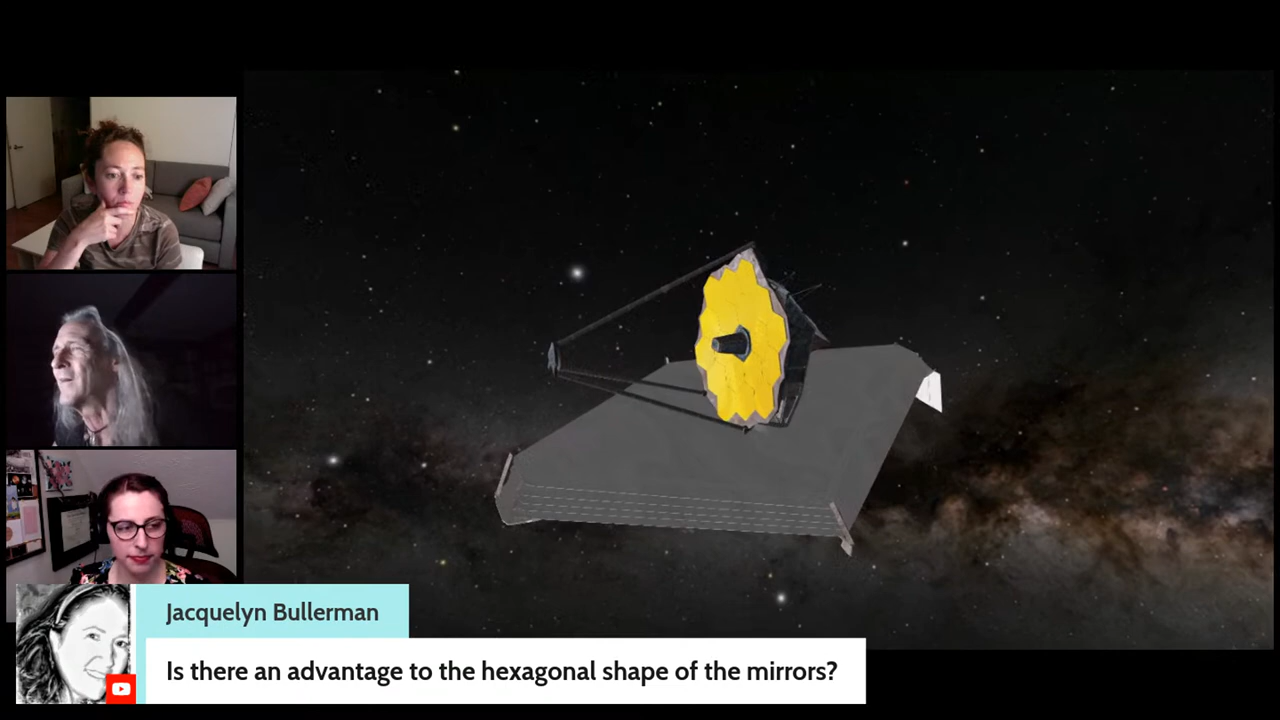 Jacquelyn Bullerman
Is there an advantage to the hexagonal shape of the mirrors?